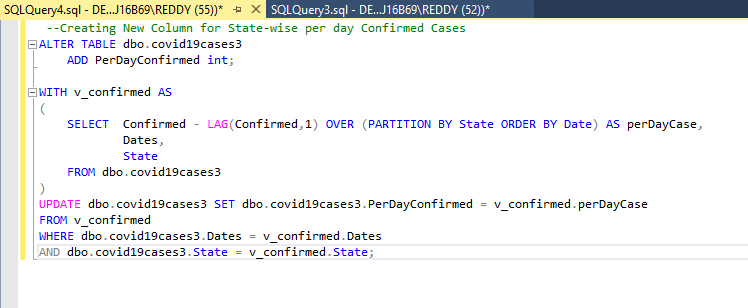 SQLQuery4.sql - DE...J16B69\REDDY (55))*
SQLQuery3.sql - DE...J16B69\REDDY (52))*
--Creating New Column for State-wise per day Confirmed Cases
ALTER TABLE dbo.covid19cases3
ADD PerDayConfirmed int;
WITH v_confirmed AS
(
SELECT  Confirmed - LAG(Confirmed,1) OVER (PARTITION BY State ORDER BY Date) AS perDayCase,
Dates,
State
FROM dbo.covid19cases3
)
UPDATE dbo.covid19cases3 SET dbo.covid19cases3.PerDayConfirmed = v_confirmed.perDayCase
FROM v_confirmed
WHERE dbo.covid19cases3.Dates = v_confirmed.Dates
AND dbo.covid19cases3.State = v_confirmed.State;